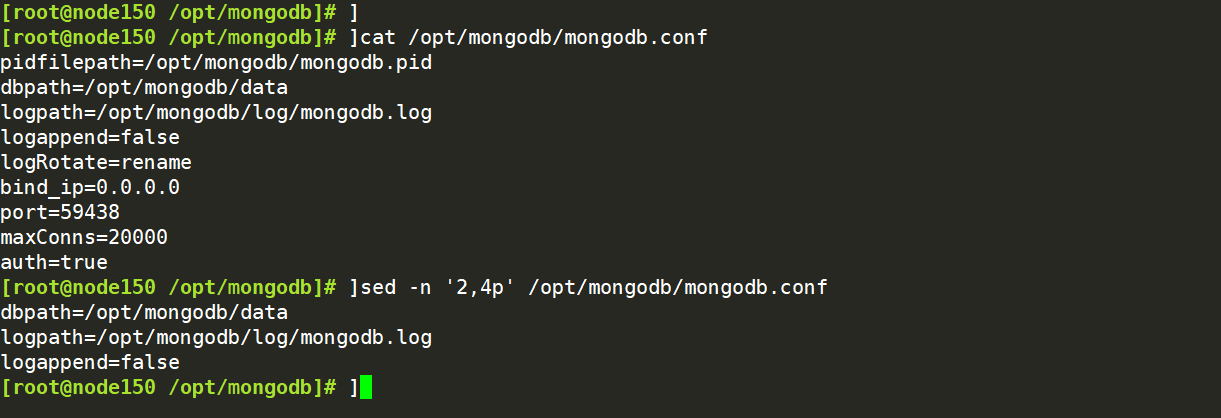 [root@node150 /opt/mongodb]# ]
[root@node150 /opt/mongodb]# ]cat /opt/mongodb/mongodb.conf
pidfilepath=/opt/mongodb/mongodb.pid
dbpath=/opt/mongodb/data
logpath=/opt/mongodb/log/mongodb.log
logappend=false
logRotate=rename
bind_ip=0.0.0.0
port=59438
maxConns=20000
auth=true
[root@node150 /opt/mongodb]# ]sed -n '2,4p' /opt/mongodb/mongodb.conf
dbpath=/opt/mongodb/data
logpath=/opt/mongodb/log/mongodb.log
logappend=false
[root@node150 /opt/mongodb]# ]